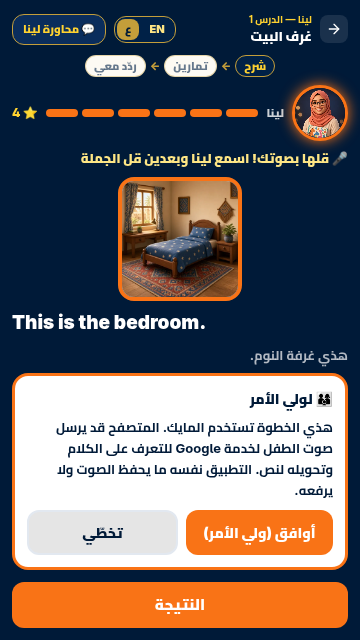 لينا — الدرس 1
غرف البيت
ع EN
💬 محاورة لينا
شرح ← تمارين ← ردّد معي
لينا
⭐ 4
🎤 قلها بصوتك! اسمع لينا وبعدين قل الجملة
This is the bedroom.
هذي غرفة النوم.
👨‍👩‍👧 لولي الأمر
هذي الخطوة تستخدم المايك. المتصفح قد يرسل
صوت الطفل لخدمة Google للتعرف على الكلام
وتحويله لنص. التطبيق نفسه ما يحفظ الصوت ولا
يرفعه.
أوافق (ولي الأمر)
تخطّي
النتيجة